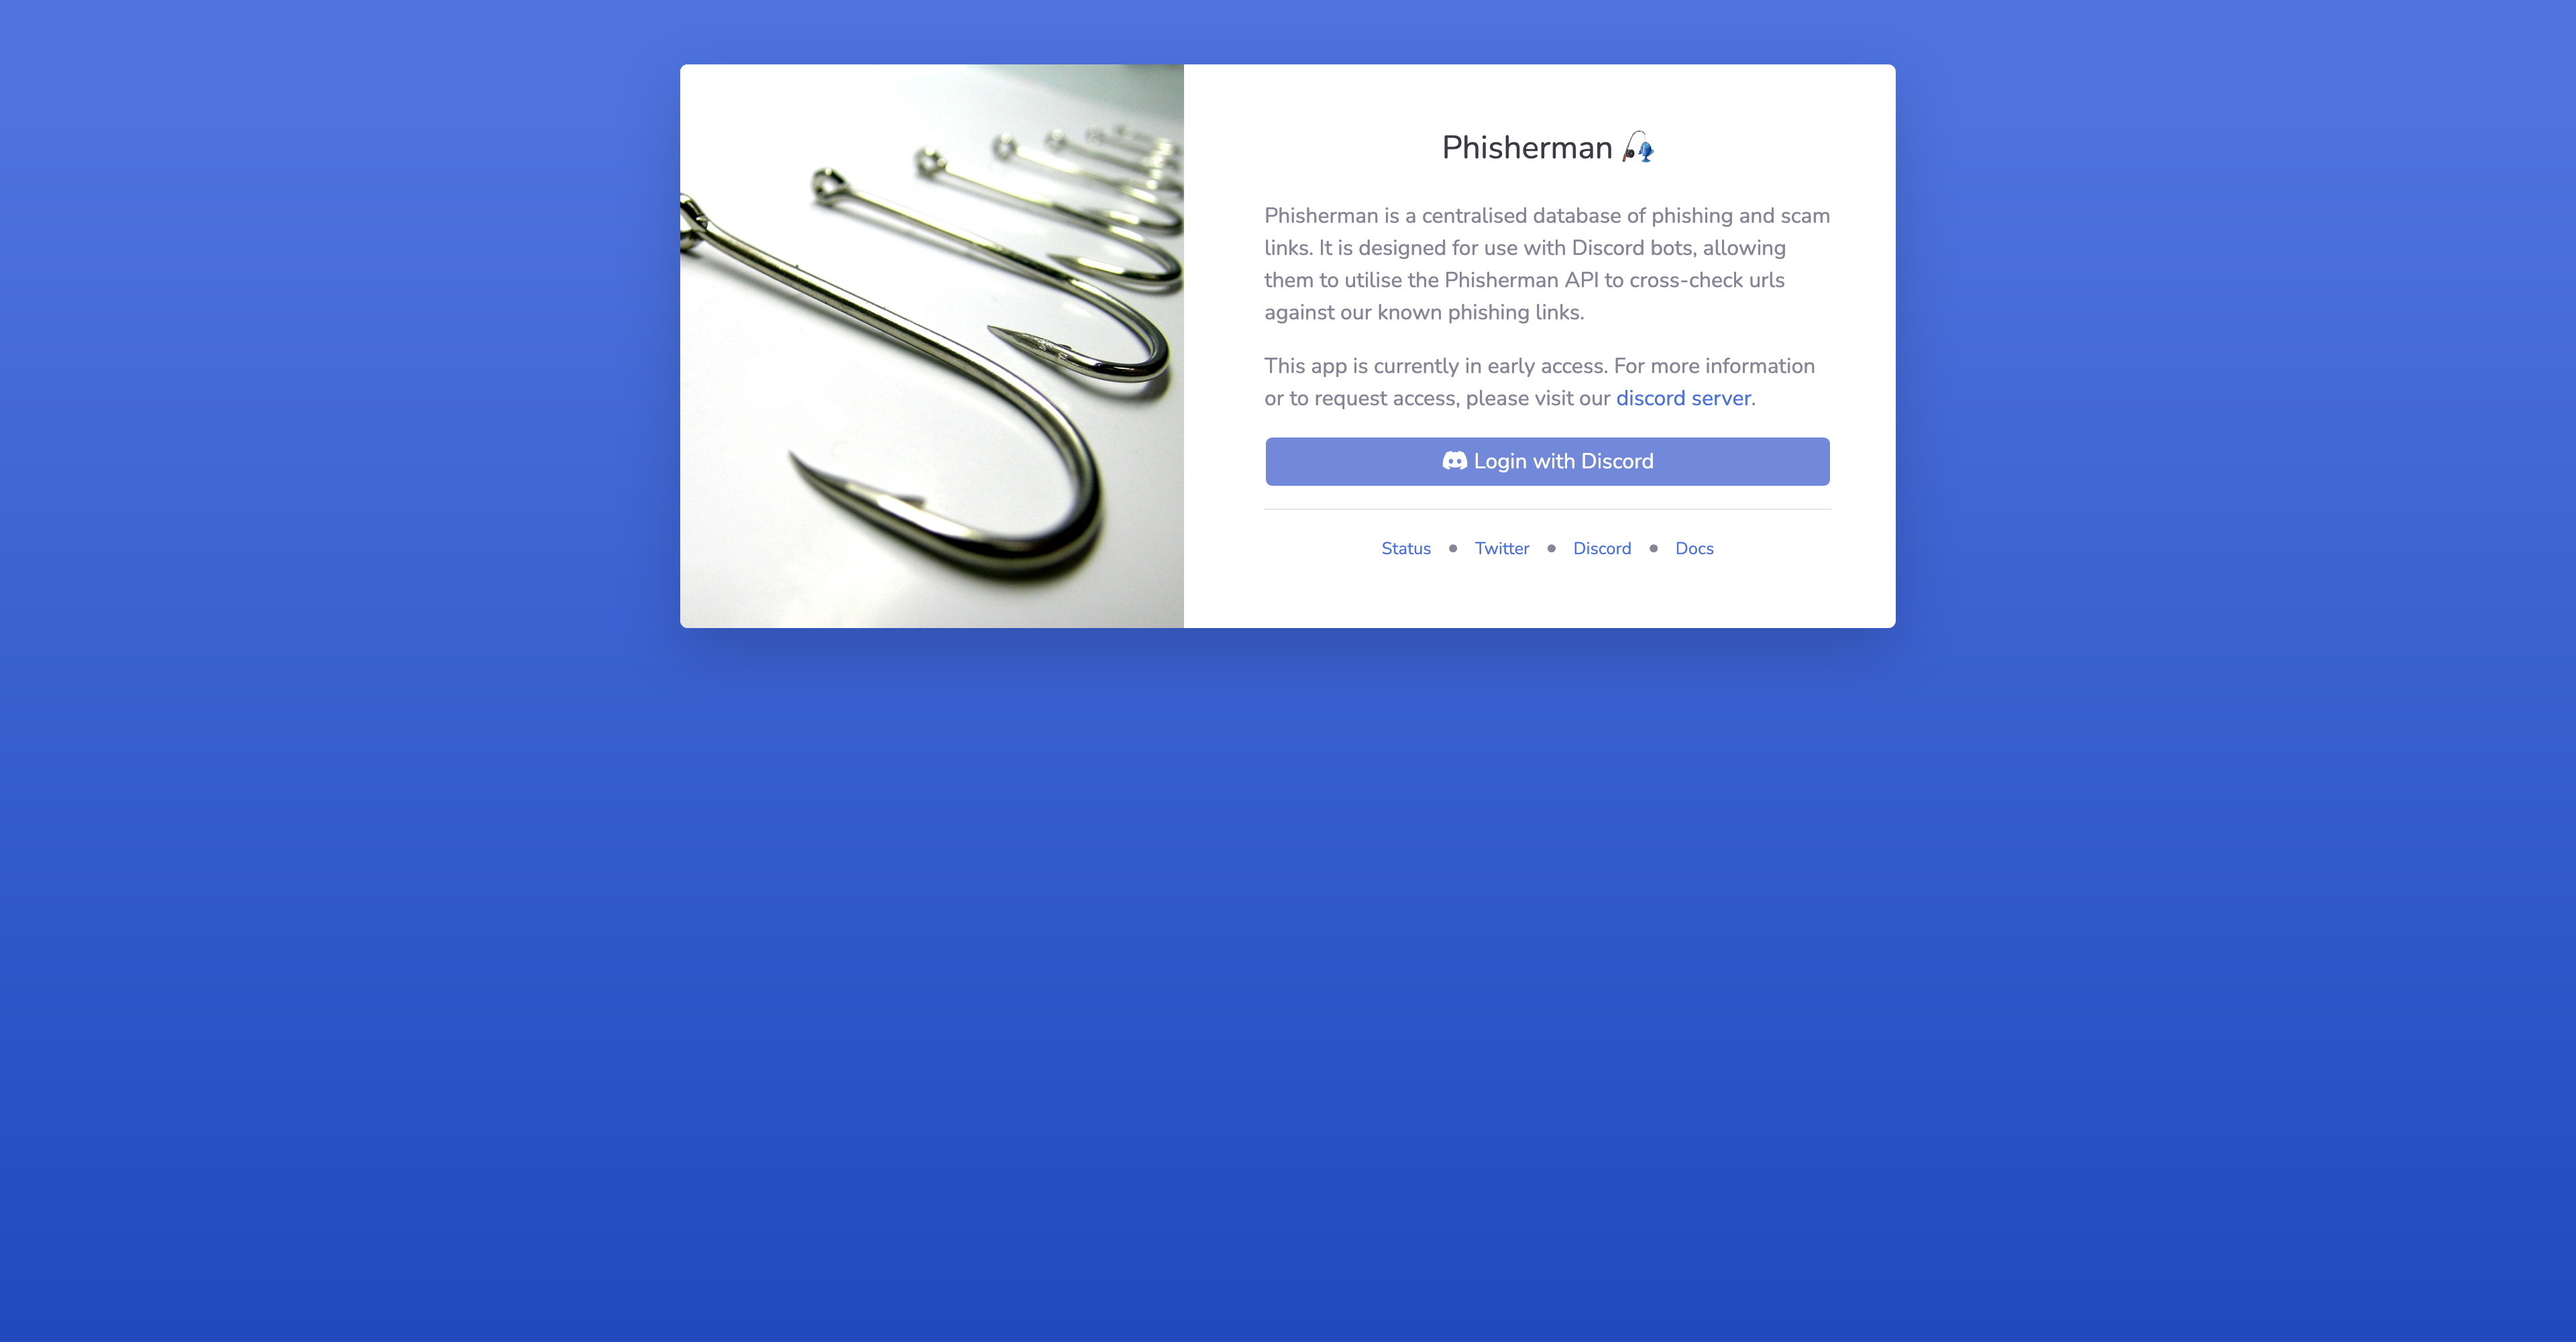 Phisherman 🎣
Phisherman is a centralised database of phishing and scam
links. It is designed for use with Discord bots, allowing
them to utilise the Phisherman API to cross-check urls
against our known phishing links.
This app is currently in early access. For more information
or to request access, please visit our discord server.
Login with Discord
Status • Twitter • Discord • Docs